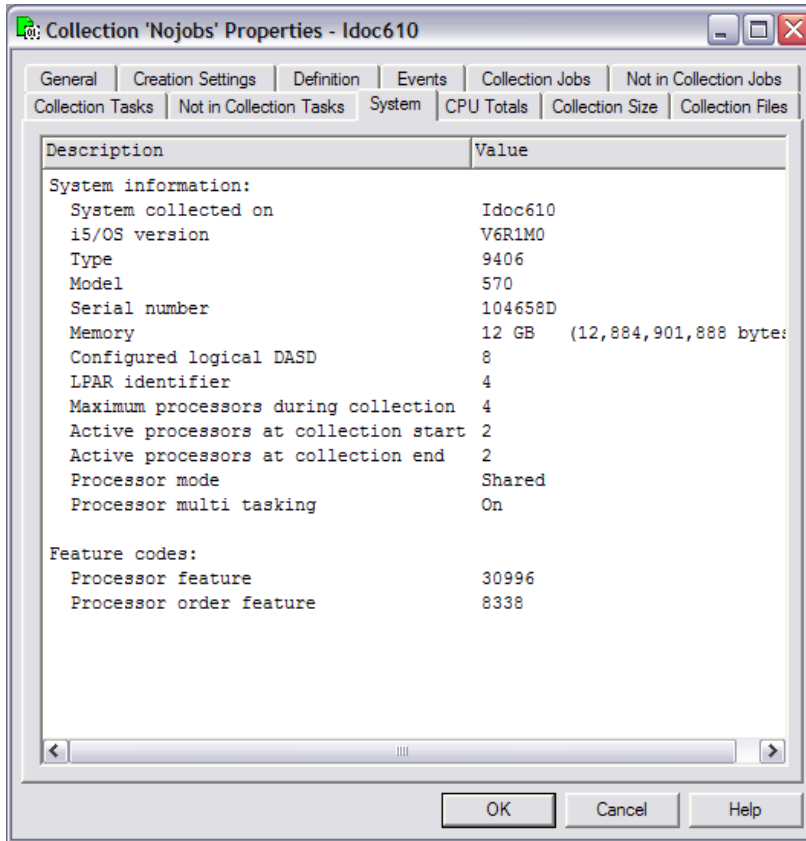 Collection 'Nojobs' Properties - Idoc610
General Creation Settings Definition Events Collection Jobs Not in Collection Jobs
Collection Tasks Not in Collection Tasks System CPU Totals Collection Size Collection Files
Description Value
System information:
System collected on Idoc610
i5/OS version V6R1M0
Type 9406
Model 570
Serial number 104658D
Memory 12 GB (12,884,901,888 bytes
Configured logical DASD 8
LPAR identifier 4
Maximum processors during collection 4
Active processors at collection start 2
Active processors at collection end 2
Processor mode Shared
Processor multi tasking On
Feature codes:
Processor feature 30996
Processor order feature 8338
OK Cancel Help